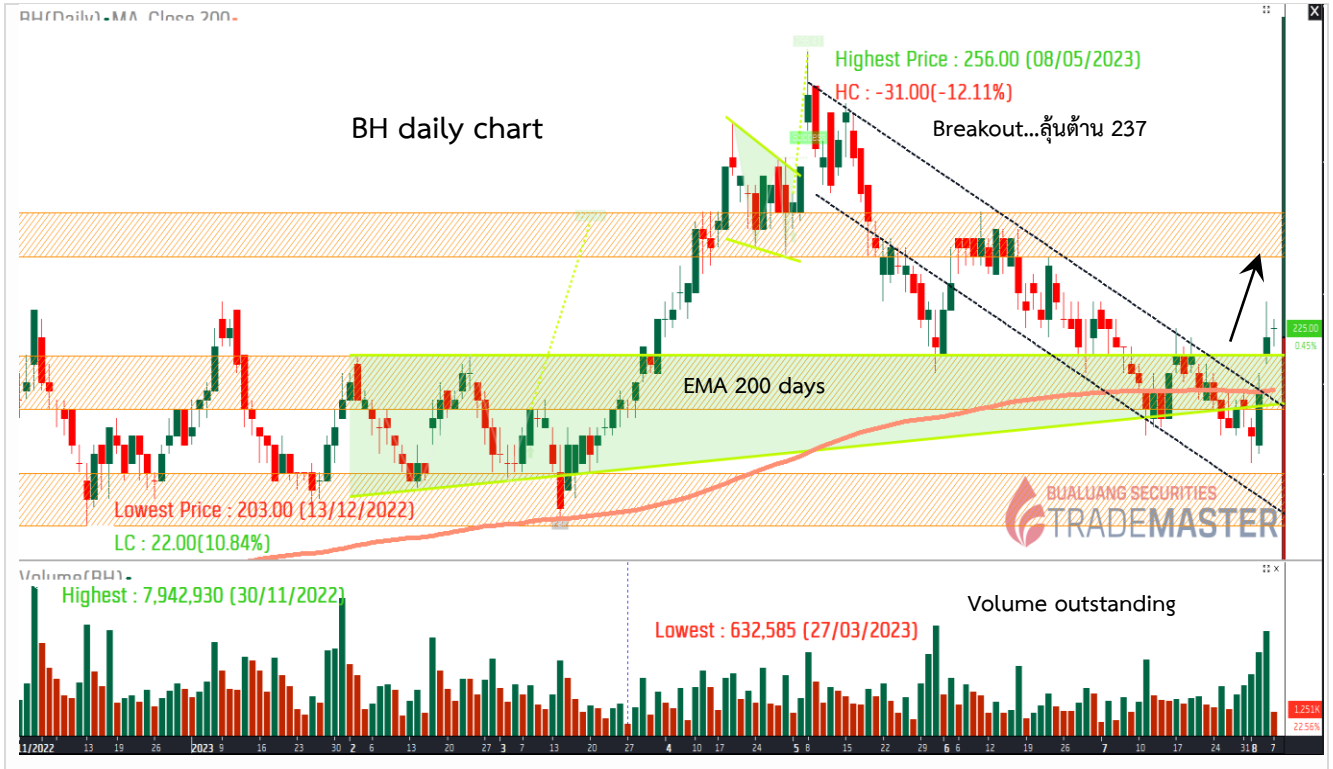 BH(Daily) MA, Close 200
X
Highest Price : 256.00 (08/05/2023)
HC : -31.00(-12.11%)
BH daily chart
Breakout...ลุ้นต้าน 237
225.00
0.45%
EMA 200 days
Lowest Price : 203.00 (13/12/2022)
LC : 22.00(10.84%)
BUALUANG SECURITIES
TRADEMASTER
Volume(BH)
x
Highest : 7,942,930 (30/11/2022)
Volume outstanding
Lowest : 632,585 (27/03/2023)
1.251K
22.56%
11/2022 13 19 26 2023 9 16 23 30 2 6 13 20 27 3 7 13 20 27 4 10 17 24 5 8 15 22 29 6 6 12 19 26 7 10 17 24 31 8 7